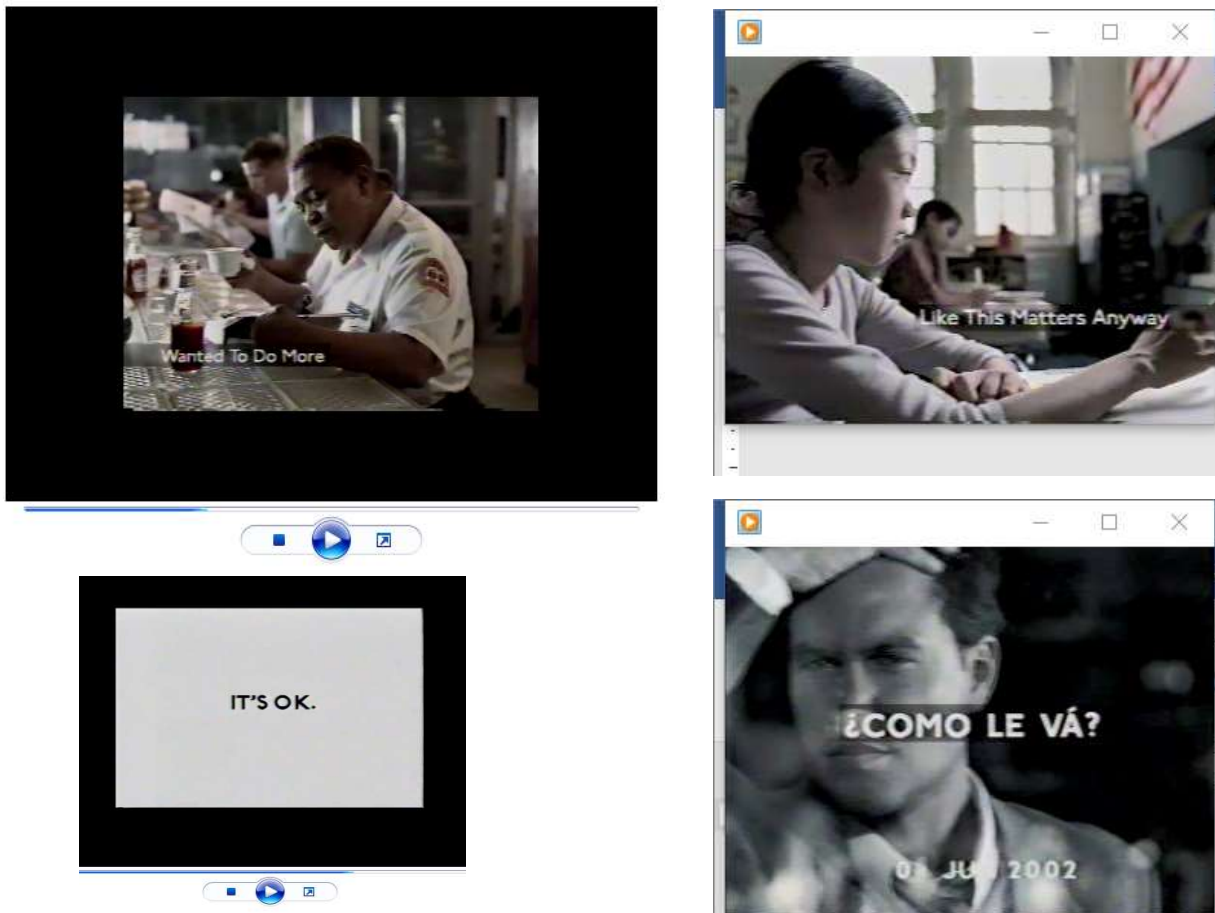 Wanted To Do More
Like This Matters Anyway
IT'S OK.
¿COMO LE VÁ?
2002